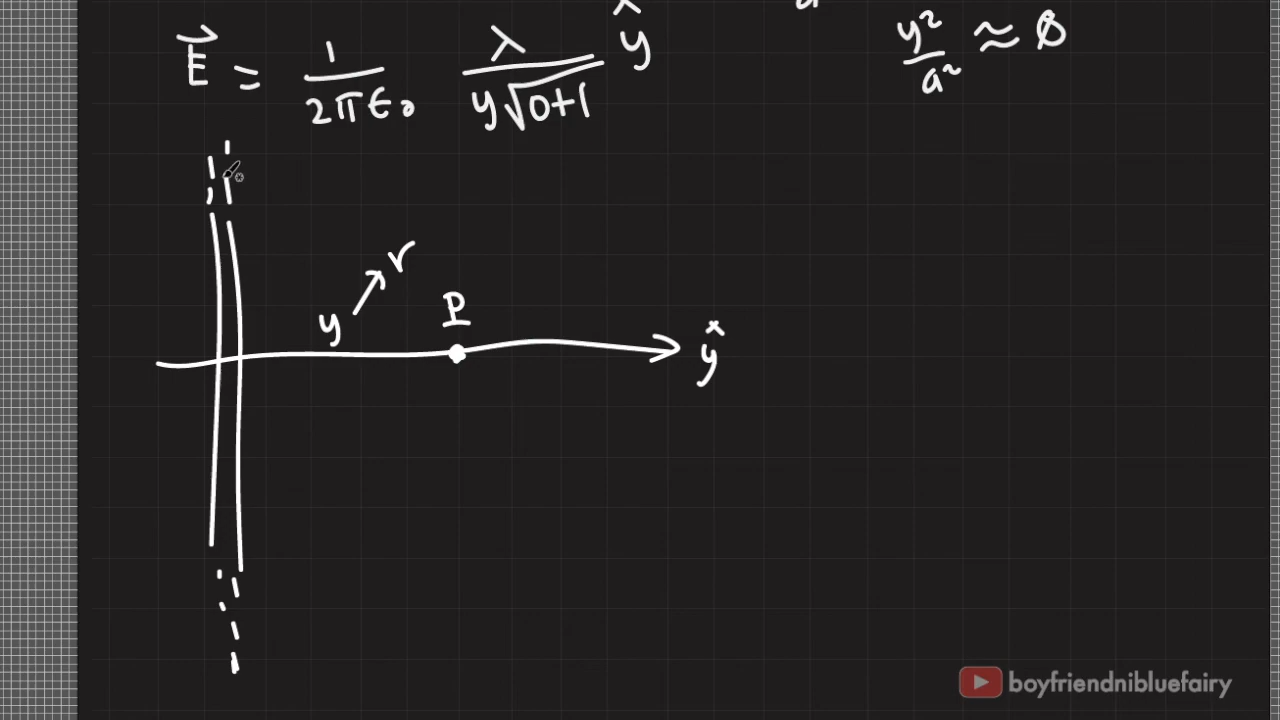 E⃗ = 1/2πϵ₀ λ/y√0+1 ŷ
y²/a² ≈ 0
r
y
P
ŷ
boyfriendnibluefairy